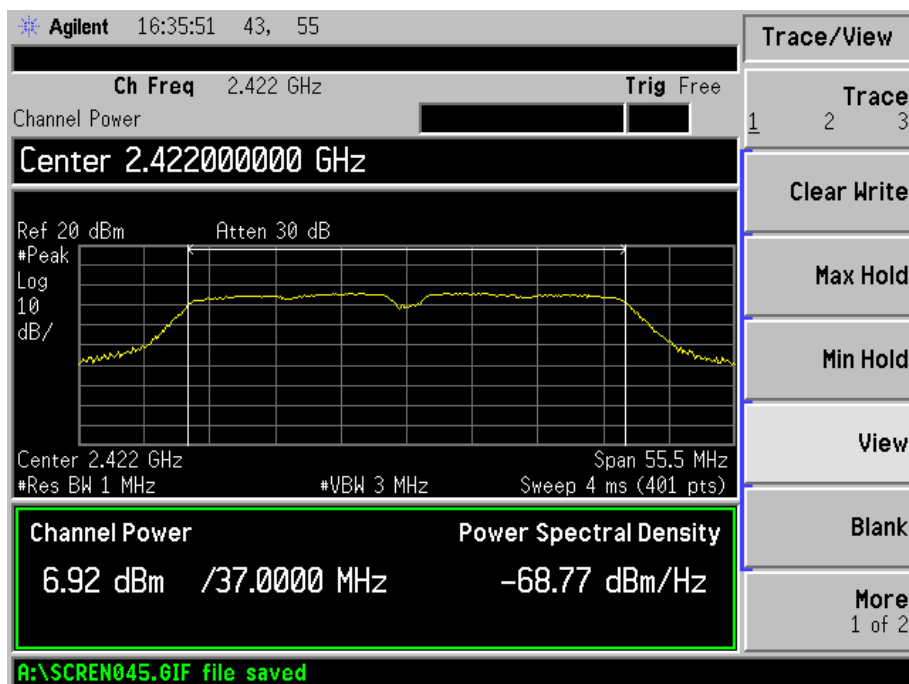 Agilent 16:35:51 43, 55
Trace/View
Ch Freq 2.422 GHz Trig Free
Channel Power
Trace
1 2 3
Center 2.422000000 GHz
Clear Write
Ref 20 dBm Atten 30 dB
#Peak
Log
10
dB/
Max Hold
Min Hold
View
Center 2.422 GHz Span 55.5 MHz
#Res BW 1 MHz #VBW 3 MHz Sweep 4 ms (401 pts)
Channel Power Power Spectral Density
Blank
6.92 dBm /37.0000 MHz -68.77 dBm/Hz
More
1 of 2
A:\SCREN045.GIF file saved